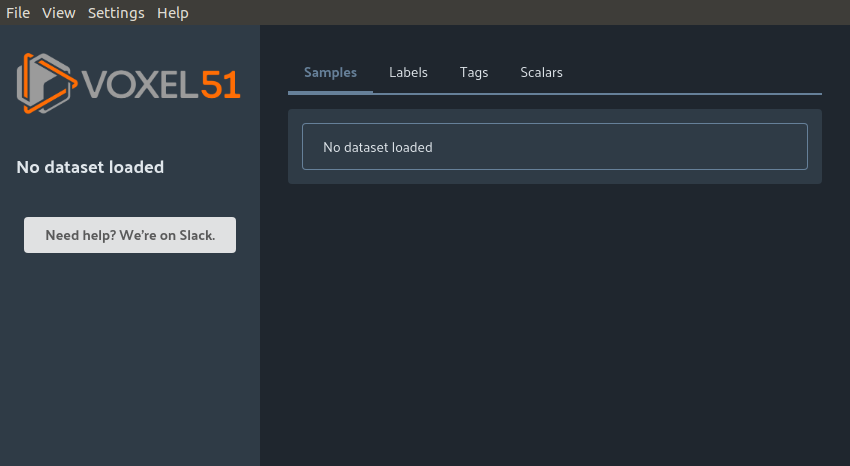 File View Settings Help
VOXEL51
No dataset loaded
Need help? We're on Slack.
Samples Labels Tags Scalars
No dataset loaded